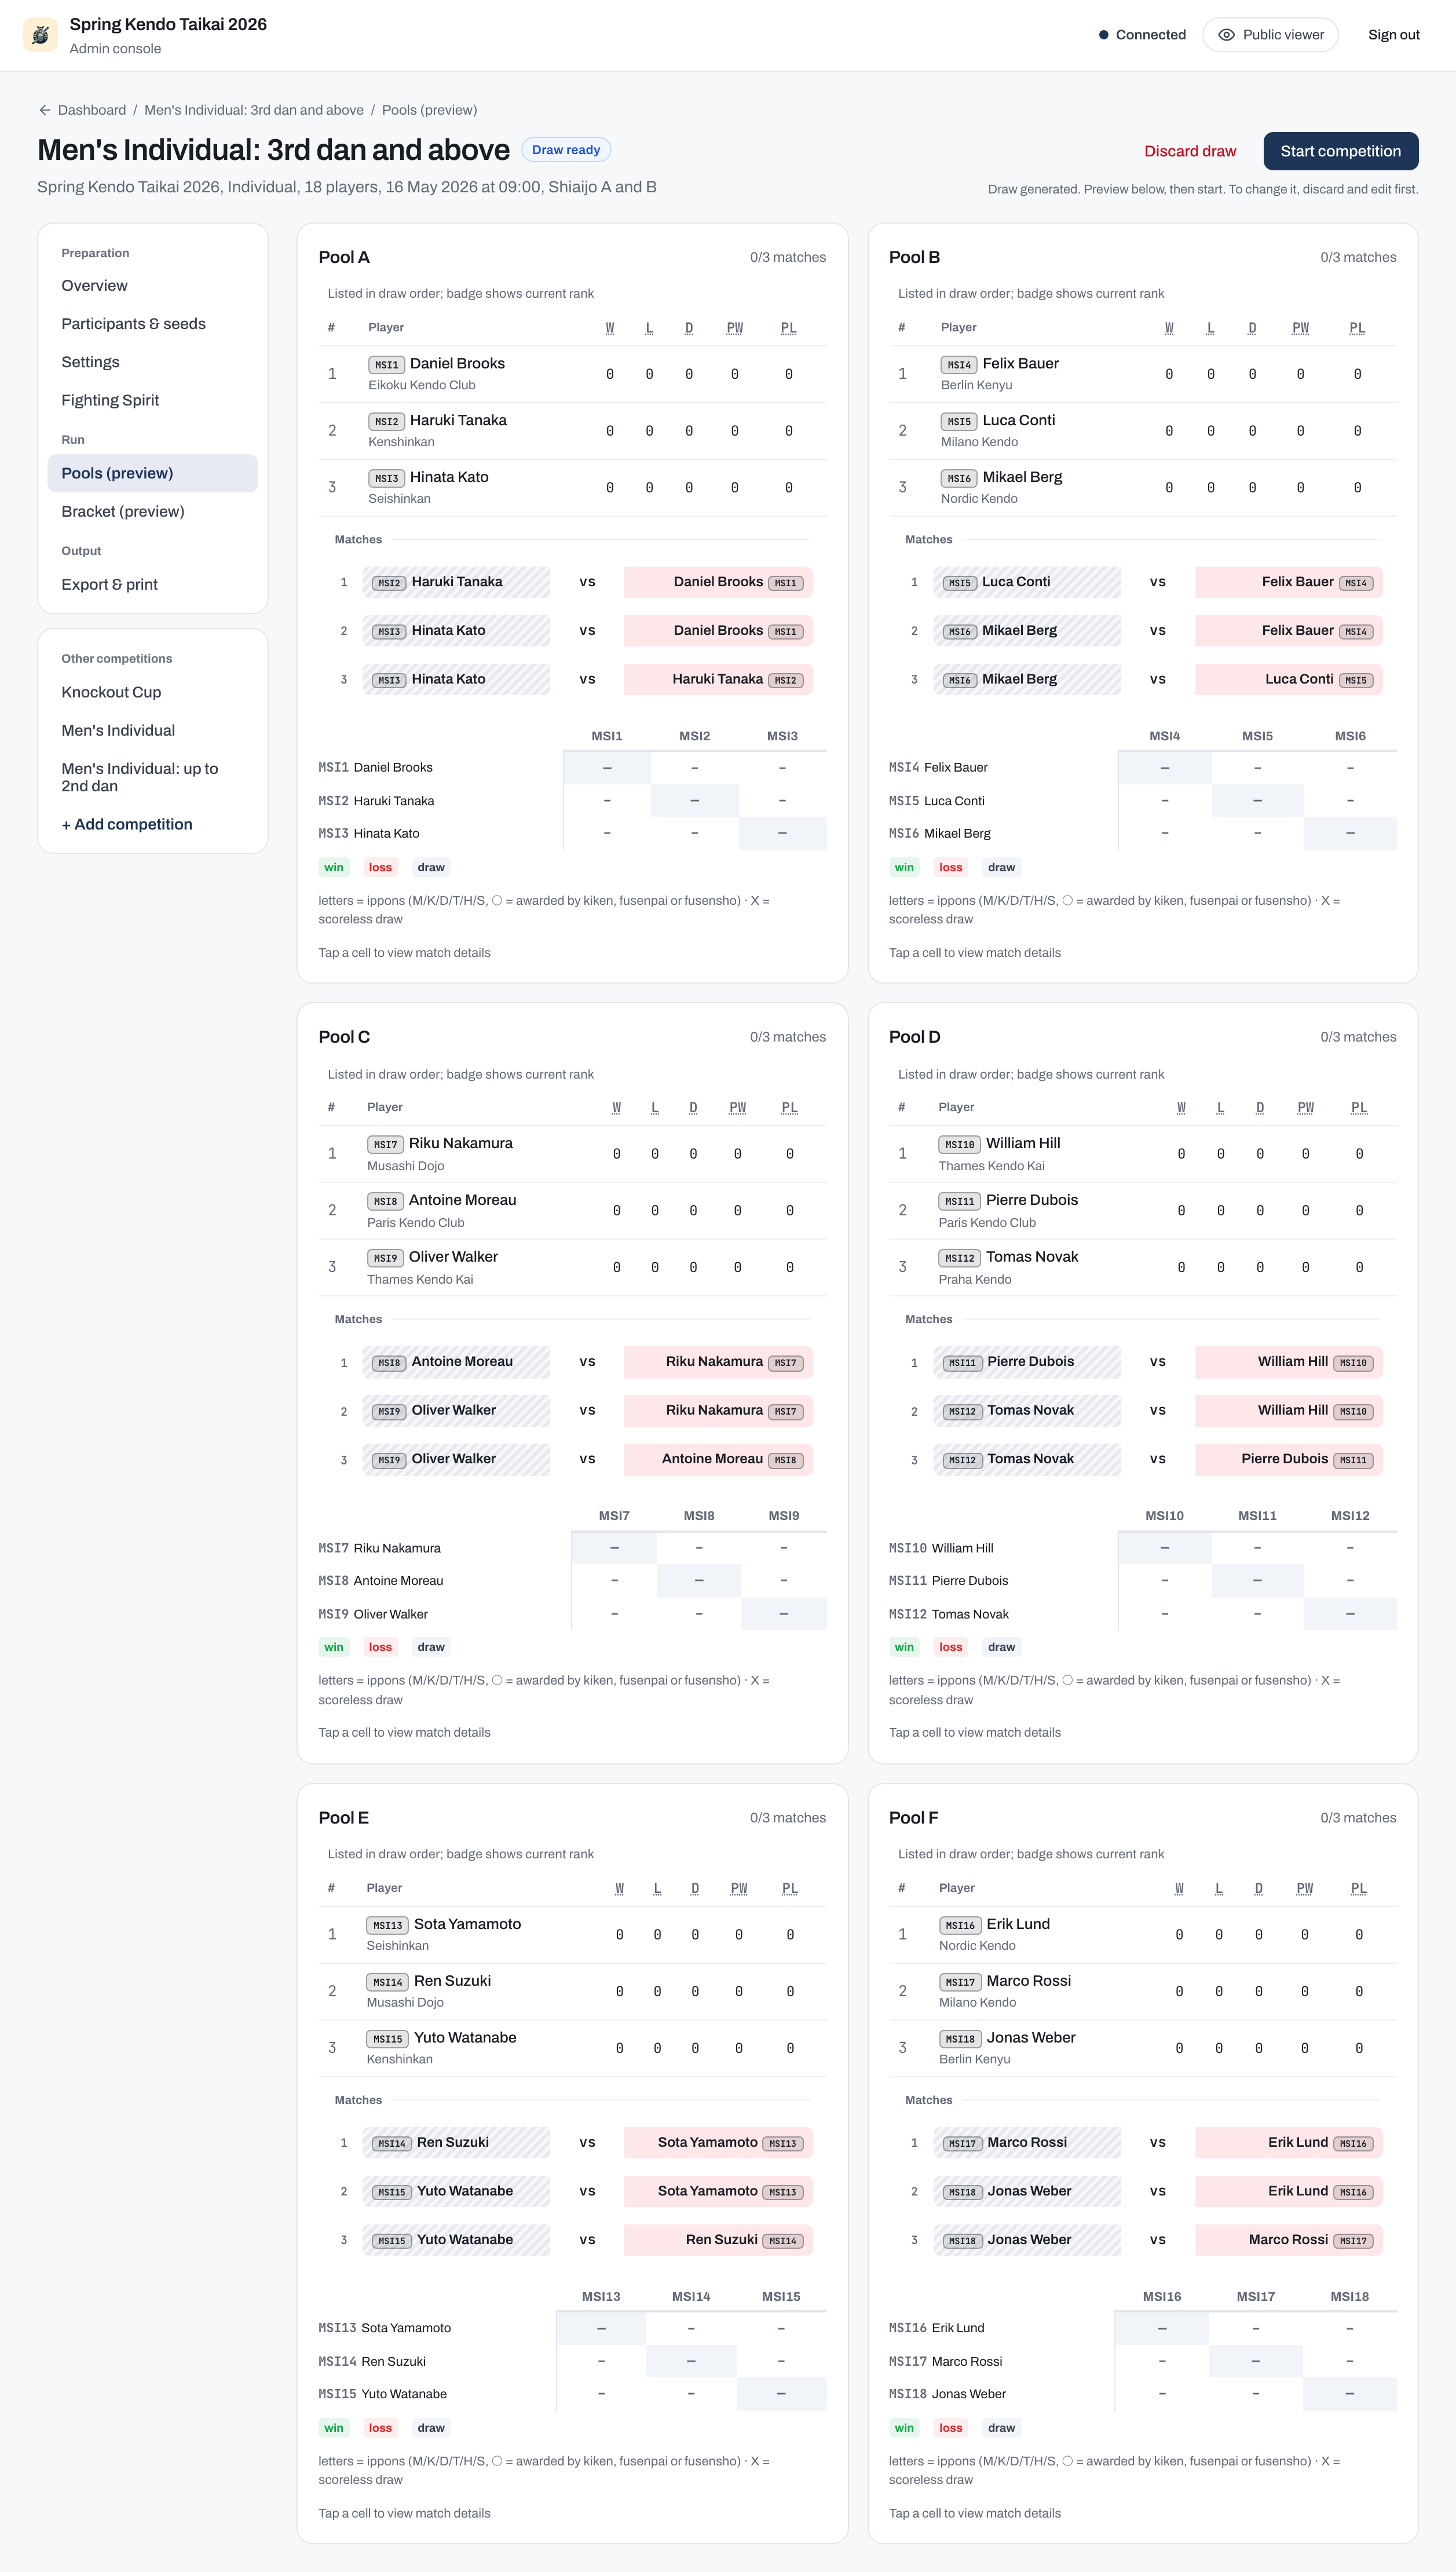 Spring Kendo Taikai 2026
Admin console
Connected
Public viewer
Sign out
← Dashboard / Men's Individual: 3rd dan and above / Pools (preview)
Men's Individual: 3rd dan and above
Draw ready
Discard draw
Start competition
Spring Kendo Taikai 2026, Individual, 18 players, 16 May 2026 at 09:00, Shiaijo A and B
Draw generated. Preview below, then start. To change it, discard and edit first.
Preparation
Overview
Participants & seeds
Settings
Fighting Spirit
Run
Pools (preview)
Bracket (preview)
Output
Export & print
Other competitions
Knockout Cup
Men's Individual
Men's Individual: up to
2nd dan
+ Add competition
Pool A 0/3 matches
Listed in draw order; badge shows current rank
# Player W L D PW PL
1 MSI1 Daniel Brooks 0 0 0 0 0
Eikoku Kendo Club
2 MSI2 Haruki Tanaka 0 0 0 0 0
Kenshinkan
3 MSI3 Hinata Kato 0 0 0 0 0
Seishinkan
Matches
1 MSI2 Haruki Tanaka vs Daniel Brooks MSI1
2 MSI3 Hinata Kato vs Daniel Brooks MSI1
3 MSI3 Hinata Kato vs Haruki Tanaka MSI2
MSI1 MSI2 MSI3
MSI1 Daniel Brooks – – –
MSI2 Haruki Tanaka – – –
MSI3 Hinata Kato – – –
win loss draw
letters = ippons (M/K/D/T/H/S, ○ = awarded by kiken, fusenpai or fusensho) · X =
scoreless draw
Tap a cell to view match details
Pool B 0/3 matches
Listed in draw order; badge shows current rank
# Player W L D PW PL
1 MSI4 Felix Bauer 0 0 0 0 0
Berlin Kenyu
2 MSI5 Luca Conti 0 0 0 0 0
Milano Kendo
3 MSI6 Mikael Berg 0 0 0 0 0
Nordic Kendo
Matches
1 MSI5 Luca Conti vs Felix Bauer MSI4
2 MSI6 Mikael Berg vs Felix Bauer MSI4
3 MSI6 Mikael Berg vs Luca Conti MSI5
MSI4 MSI5 MSI6
MSI4 Felix Bauer – – –
MSI5 Luca Conti – – –
MSI6 Mikael Berg – – –
win loss draw
letters = ippons (M/K/D/T/H/S, ○ = awarded by kiken, fusenpai or fusensho) · X =
scoreless draw
Tap a cell to view match details
Pool C 0/3 matches
Listed in draw order; badge shows current rank
# Player W L D PW PL
1 MSI7 Riku Nakamura 0 0 0 0 0
Musashi Dojo
2 MSI8 Antoine Moreau 0 0 0 0 0
Paris Kendo Club
3 MSI9 Oliver Walker 0 0 0 0 0
Thames Kendo Kai
Matches
1 MSI8 Antoine Moreau vs Riku Nakamura MSI7
2 MSI9 Oliver Walker vs Riku Nakamura MSI7
3 MSI9 Oliver Walker vs Antoine Moreau MSI8
MSI7 MSI8 MSI9
MSI7 Riku Nakamura – – –
MSI8 Antoine Moreau – – –
MSI9 Oliver Walker – – –
win loss draw
letters = ippons (M/K/D/T/H/S, ○ = awarded by kiken, fusenpai or fusensho) · X =
scoreless draw
Tap a cell to view match details
Pool D 0/3 matches
Listed in draw order; badge shows current rank
# Player W L D PW PL
1 MSI10 William Hill 0 0 0 0 0
Thames Kendo Kai
2 MSI11 Pierre Dubois 0 0 0 0 0
Paris Kendo Club
3 MSI12 Tomas Novak 0 0 0 0 0
Praha Kendo
Matches
1 MSI11 Pierre Dubois vs William Hill MSI10
2 MSI12 Tomas Novak vs William Hill MSI10
3 MSI12 Tomas Novak vs Pierre Dubois MSI11
MSI10 MSI11 MSI12
MSI10 William Hill – – –
MSI11 Pierre Dubois – – –
MSI12 Tomas Novak – – –
win loss draw
letters = ippons (M/K/D/T/H/S, ○ = awarded by kiken, fusenpai or fusensho) · X =
scoreless draw
Tap a cell to view match details
Pool E 0/3 matches
Listed in draw order; badge shows current rank
# Player W L D PW PL
1 MSI13 Sota Yamamoto 0 0 0 0 0
Seishinkan
2 MSI14 Ren Suzuki 0 0 0 0 0
Musashi Dojo
3 MSI15 Yuto Watanabe 0 0 0 0 0
Kenshinkan
Matches
1 MSI14 Ren Suzuki vs Sota Yamamoto MSI13
2 MSI15 Yuto Watanabe vs Sota Yamamoto MSI13
3 MSI15 Yuto Watanabe vs Ren Suzuki MSI14
MSI13 MSI14 MSI15
MSI13 Sota Yamamoto – – –
MSI14 Ren Suzuki – – –
MSI15 Yuto Watanabe – – –
win loss draw
letters = ippons (M/K/D/T/H/S, ○ = awarded by kiken, fusenpai or fusensho) · X =
scoreless draw
Tap a cell to view match details
Pool F 0/3 matches
Listed in draw order; badge shows current rank
# Player W L D PW PL
1 MSI16 Erik Lund 0 0 0 0 0
Nordic Kendo
2 MSI17 Marco Rossi 0 0 0 0 0
Milano Kendo
3 MSI18 Jonas Weber 0 0 0 0 0
Berlin Kenyu
Matches
1 MSI17 Marco Rossi vs Erik Lund MSI16
2 MSI18 Jonas Weber vs Erik Lund MSI16
3 MSI18 Jonas Weber vs Marco Rossi MSI17
MSI16 MSI17 MSI18
MSI16 Erik Lund – – –
MSI17 Marco Rossi – – –
MSI18 Jonas Weber – – –
win loss draw
letters = ippons (M/K/D/T/H/S, ○ = awarded by kiken, fusenpai or fusensho) · X =
scoreless draw
Tap a cell to view match details